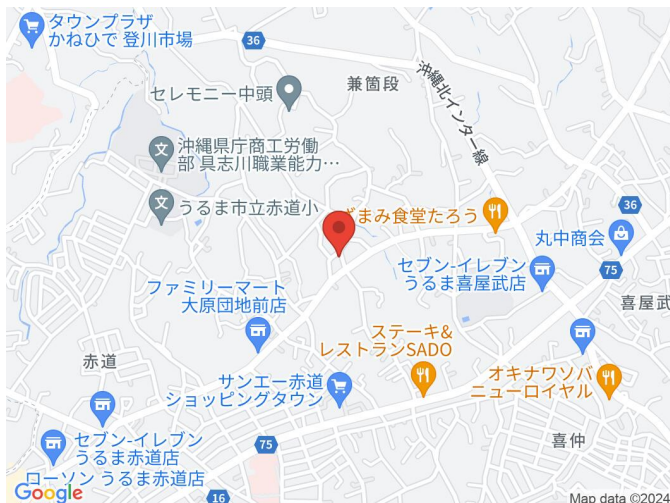 タウンプラザ
かねひで 登川市場
36
兼箇段
沖縄北インター線
セレモニー中頭
沖縄県庁商工労働
部 具志川職業能力…
うるま市立赤道小
ざまみ食堂たろう
36
丸中商会
セブン-イレブン
うるま喜屋武店
75
喜屋武
ファミリーマート
大原団地前店
ステーキ&
レストランSADO
赤道
サンエー赤道
ショッピングタウン
オキナワソバ
ニューロイヤル
セブン-イレブン
うるま赤道店
75
喜仲
ローソン うるま赤道店
16
Google
Map data ©2024